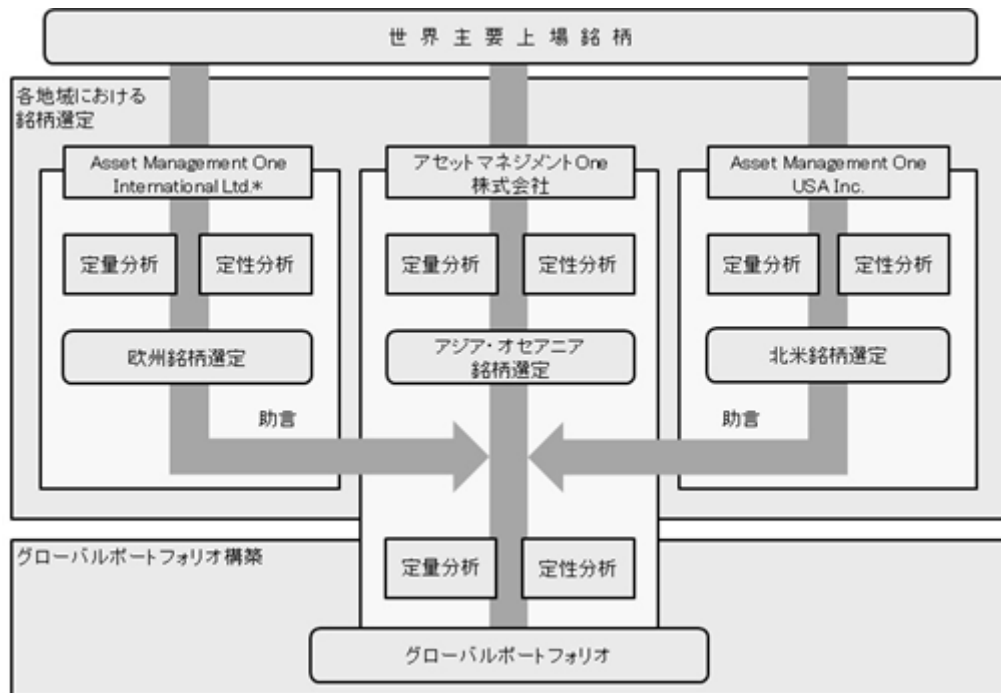 世界主要上場銘柄
各地域における
銘柄選定
Asset Management One
International Ltd.*
アセットマネジメントOne
株式会社
Asset Management One
USA Inc.
定量分析
定性分析
定量分析
定性分析
定量分析
定性分析
欧州銘柄選定
アジア・オセアニア
銘柄選定
北米銘柄選定
助言
助言
グローバルポートフォリオ構築
定量分析
定性分析
グローバルポートフォリオ